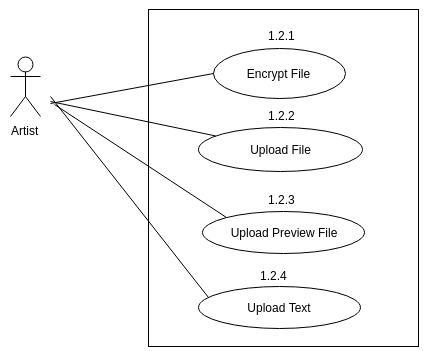 1.2.1
Encrypt File
1.2.2
Artist
Upload File
1.2.3
Upload Preview File
1.2.4
Upload Text